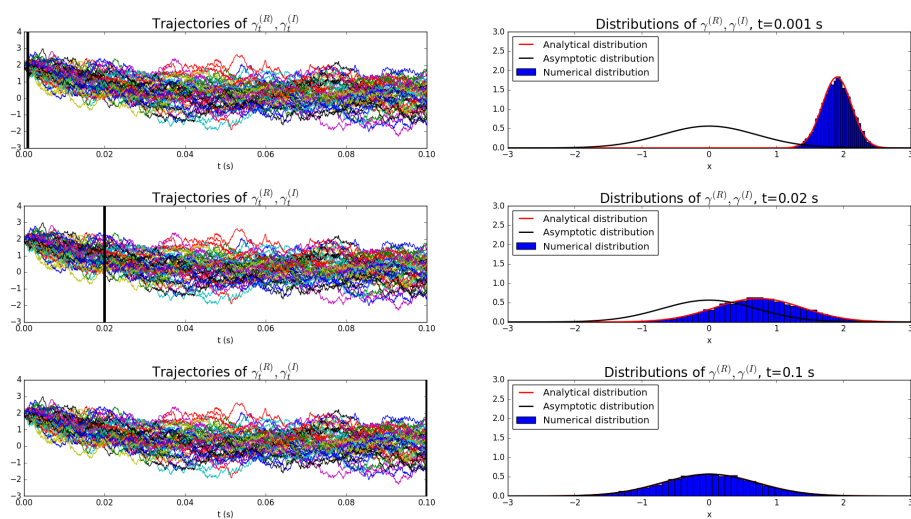 Trajectories of γ_t^(R), γ_t^(I)
4
3
2
1
0
−1
−2
−3
0.00 0.02 0.04 0.06 0.08 0.10
t (s)
Distributions of γ^(R), γ^(I), t=0.001 s
3.0
2.5
2.0
1.5
1.0
0.5
0.0
Analytical distribution
Asymptotic distribution
Numerical distribution
−3 −2 −1 0 1 2 3
x
Trajectories of γ_t^(R), γ_t^(I)
4
3
2
1
0
−1
−2
−3
0.00 0.02 0.04 0.06 0.08 0.10
t (s)
Distributions of γ^(R), γ^(I), t=0.02 s
3.0
2.5
2.0
1.5
1.0
0.5
0.0
Analytical distribution
Asymptotic distribution
Numerical distribution
−3 −2 −1 0 1 2 3
x
Trajectories of γ_t^(R), γ_t^(I)
4
3
2
1
0
−1
−2
−3
0.00 0.02 0.04 0.06 0.08 0.10
t (s)
Distributions of γ^(R), γ^(I), t=0.1 s
3.0
2.5
2.0
1.5
1.0
0.5
0.0
Analytical distribution
Asymptotic distribution
Numerical distribution
−3 −2 −1 0 1 2 3
x